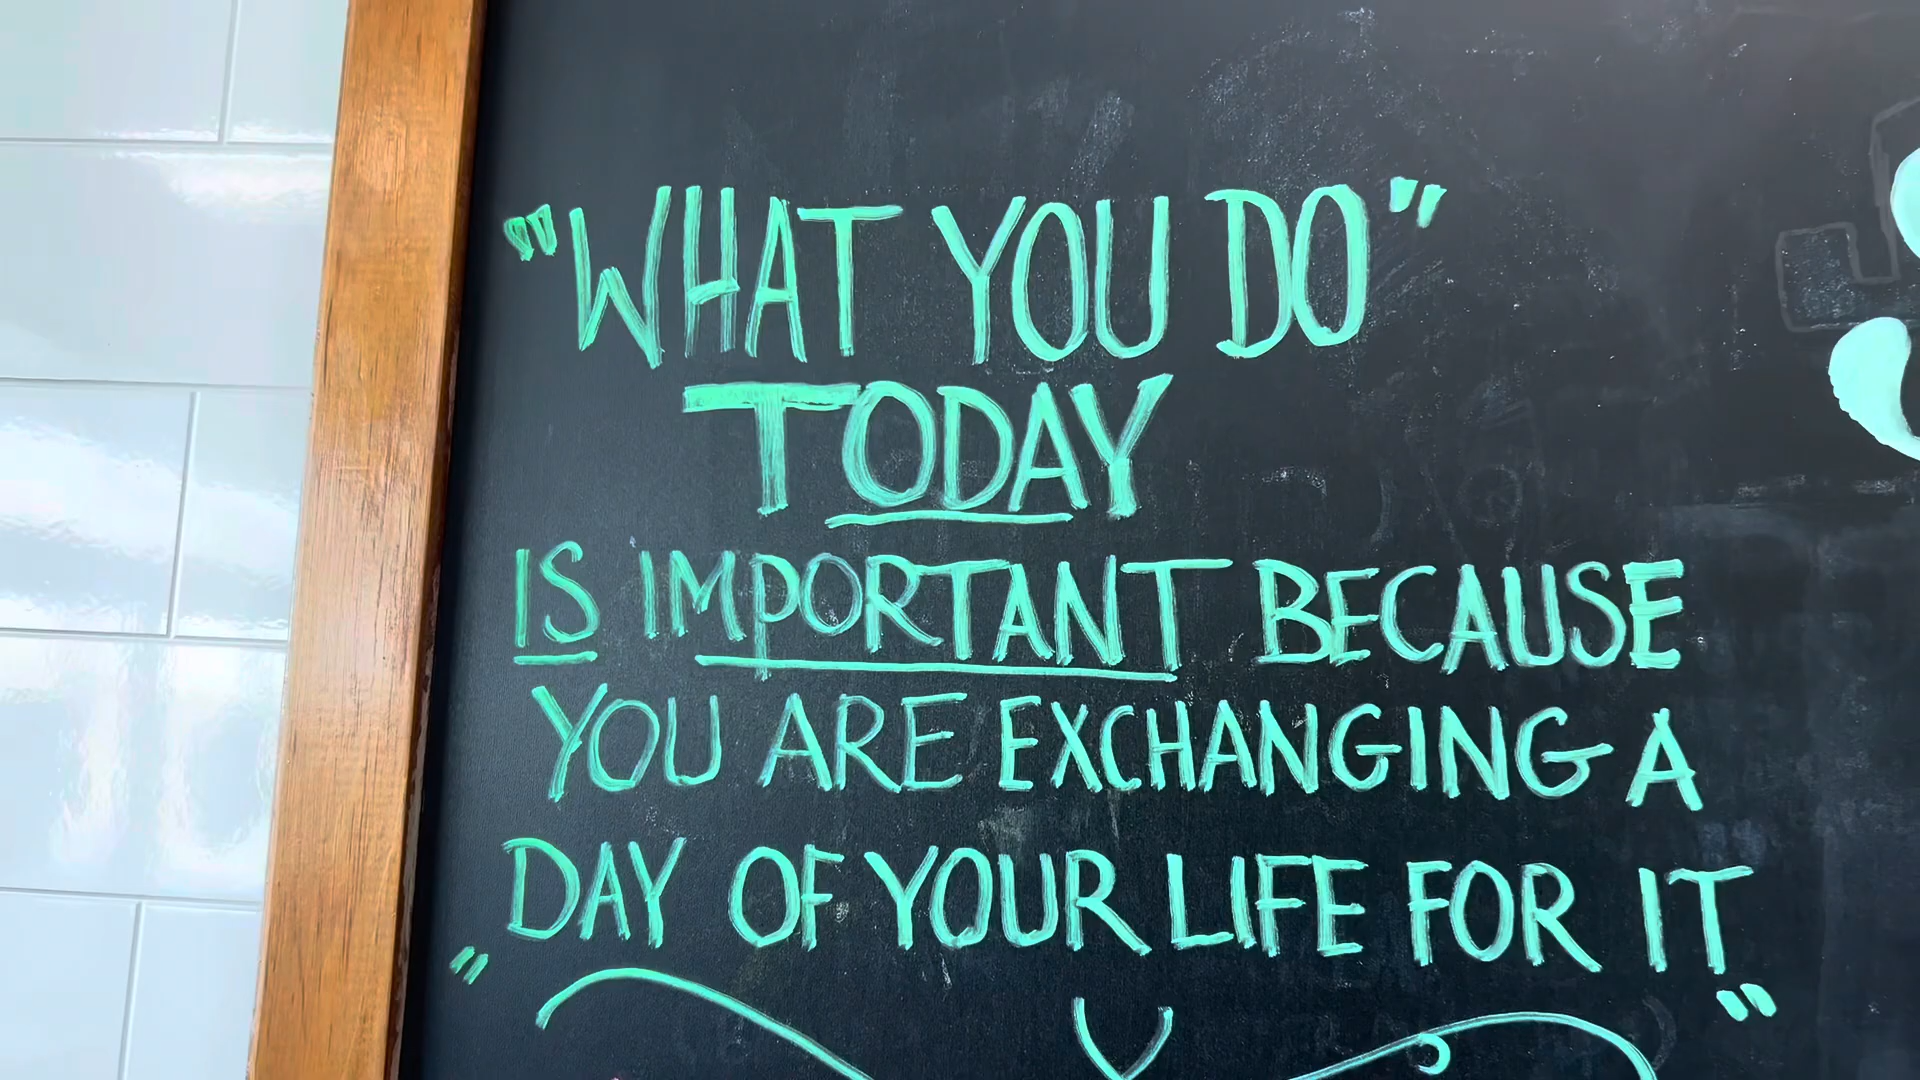 "WHAT YOU DO"
TODAY
IS IMPORTANT BECAUSE
YOU ARE EXCHANGING A
DAY OF YOUR LIFE FOR IT
" "